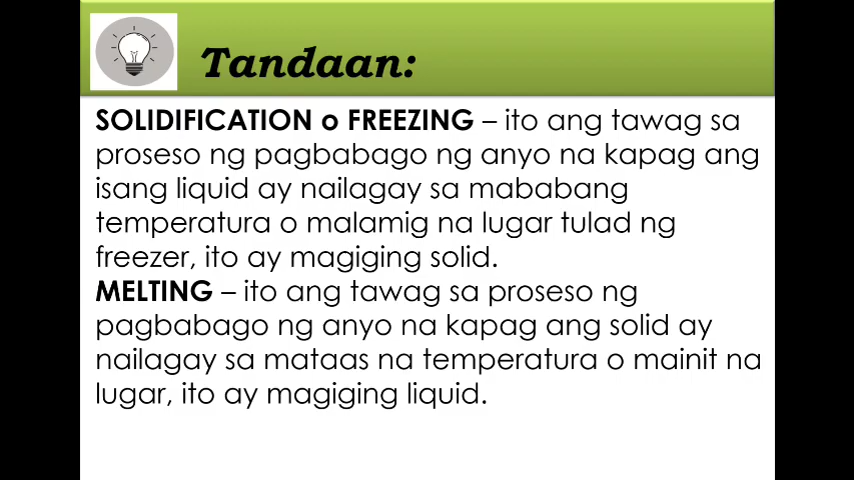 Tandaan:
SOLIDIFICATION o FREEZING – ito ang tawag sa
proseso ng pagbabago ng anyo na kapag ang
isang liquid ay nailagay sa mababang
temperatura o malamig na lugar tulad ng
freezer, ito ay magiging solid.
MELTING – ito ang tawag sa proseso ng
pagbabago ng anyo na kapag ang solid ay
nailagay sa mataas na temperatura o mainit na
lugar, ito ay magiging liquid.